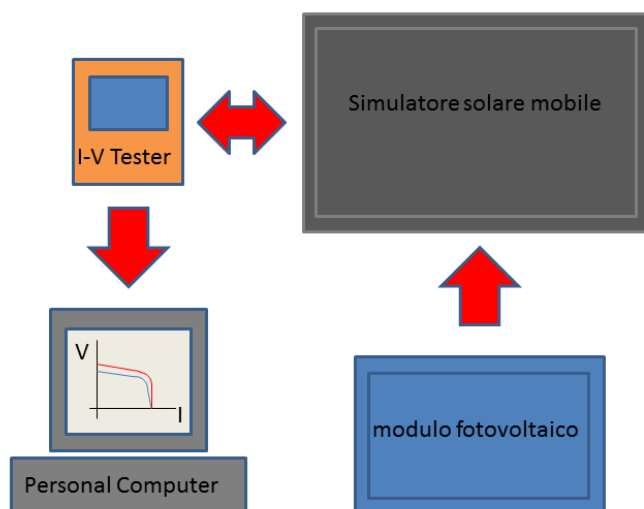 Simulatore solare mobile
I-V Tester
V
I
modulo fotovoltaico
Personal Computer